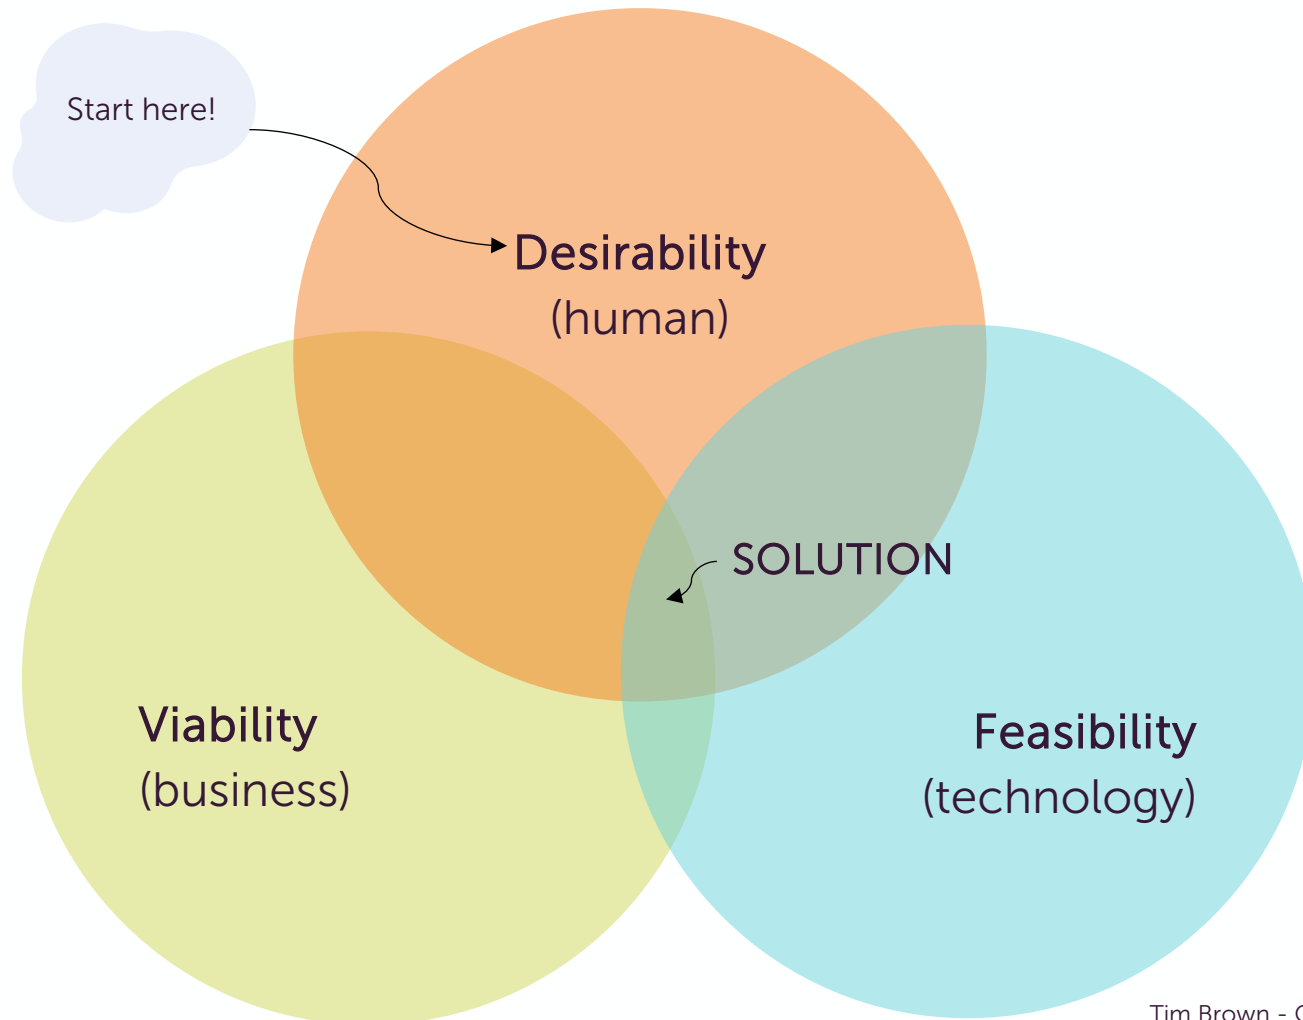 Start here!
Desirability
(human)
SOLUTION
Viability
(business)
Feasibility
(technology)
Tim Brown -